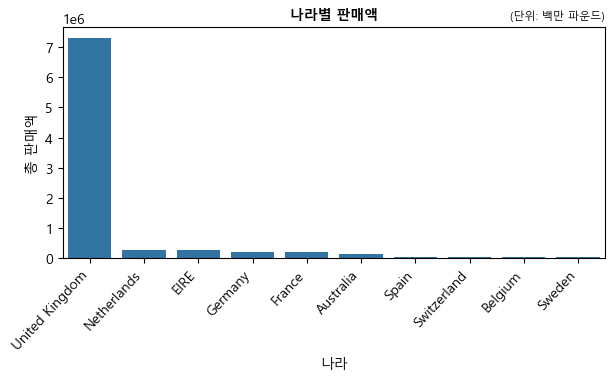 나라별 판매액
(단위: 백만 파운드)
1e6
7
6
5
4
3
2
1
0
총 판매액
United Kingdom
Netherlands
EIRE
Germany
France
Australia
Spain
Switzerland
Belgium
Sweden
나라